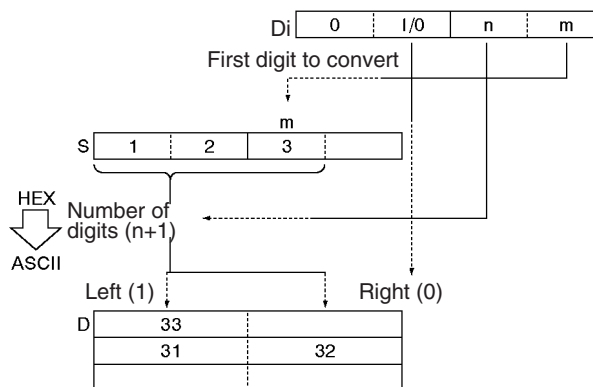 Di 0 1/0 n m
First digit to convert
m
S 1 2 3
HEX
Number of
digits (n+1)
ASCII
Left (1) Right (0)
D 33
31 32